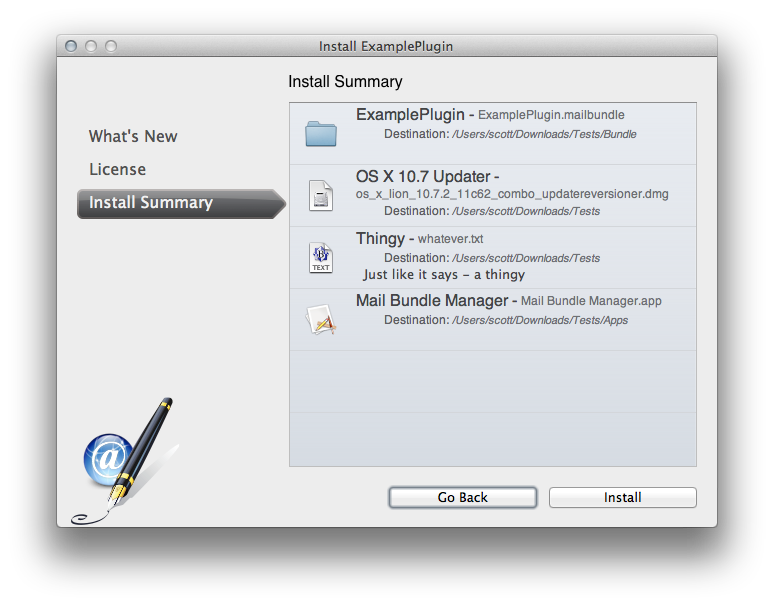 Install ExamplePlugin
Install Summary
What's New
License
Install Summary
ExamplePlugin - ExamplePlugin.mailbundle
Destination: /Users/scott/Downloads/Tests/Bundle
OS X 10.7 Updater -
os_x_lion_10.7.2_11c62_combo_updatereversioner.dmg
Destination: /Users/scott/Downloads/Tests
TEXT
Thingy - whatever.txt
Destination: /Users/scott/Downloads/Tests
Just like it says – a thingy
Mail Bundle Manager - Mail Bundle Manager.app
Destination: /Users/scott/Downloads/Tests/Apps
@
Go Back
Install